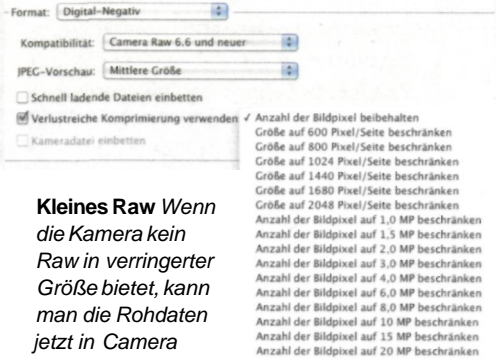 Format: Digital-Negativ
Kompatibilität: Camera Raw 6.6 und neuer
JPEG-Vorschau: Mittlere Größe
Schnell ladende Dateien einbetten
Verlustreiche Komprimierung verwenden
Kameradatei einbetten
✓ Anzahl der Bildpixel beibehalten
Größe auf 600 Pixel/Seite beschränken
Größe auf 800 Pixel/Seite beschränken
Größe auf 1024 Pixel/Seite beschränken
Größe auf 1440 Pixel/Seite beschränken
Größe auf 1680 Pixel/Seite beschränken
Größe auf 2048 Pixel/Seite beschränken
Anzahl der Bildpixel auf 1,0 MP beschränken
Anzahl der Bildpixel auf 1,5 MP beschränken
Anzahl der Bildpixel auf 2,0 MP beschränken
Anzahl der Bildpixel auf 3,0 MP beschränken
Anzahl der Bildpixel auf 4,0 MP beschränken
Anzahl der Bildpixel auf 6,0 MP beschränken
Anzahl der Bildpixel auf 8,0 MP beschränken
Anzahl der Bildpixel auf 10 MP beschränken
Anzahl der Bildpixel auf 15 MP beschränken
Anzahl der Bildpixel auf 20 MP beschränken
Kleines Raw Wenn
die Kamera kein
Raw in verringerter
Größe bietet, kann
man die Rohdaten
jetzt in Camera